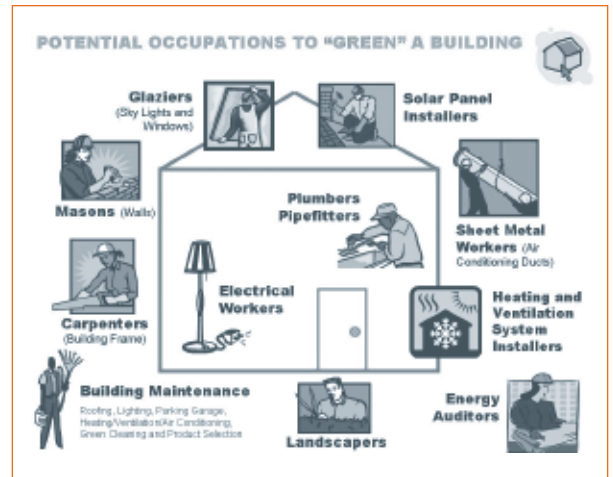 POTENTIAL OCCUPATIONS TO “GREEN” A BUILDING
Glaziers
(Sky Lights and
Windows)
Solar Panel
Installers
Masons (Walls)
Plumbers
Pipefitters
Sheet Metal
Workers (Air
Conditioning Ducts)
Carpenters
(Building Frame)
Electrical
Workers
Heating and
Ventilation
System
Installers
Building Maintenance
Roofing, Lighting, Parking Garage,
Heating/Ventilation/Air Conditioning,
Green Cleaning and Product Selection
Landscapers
Energy
Auditors